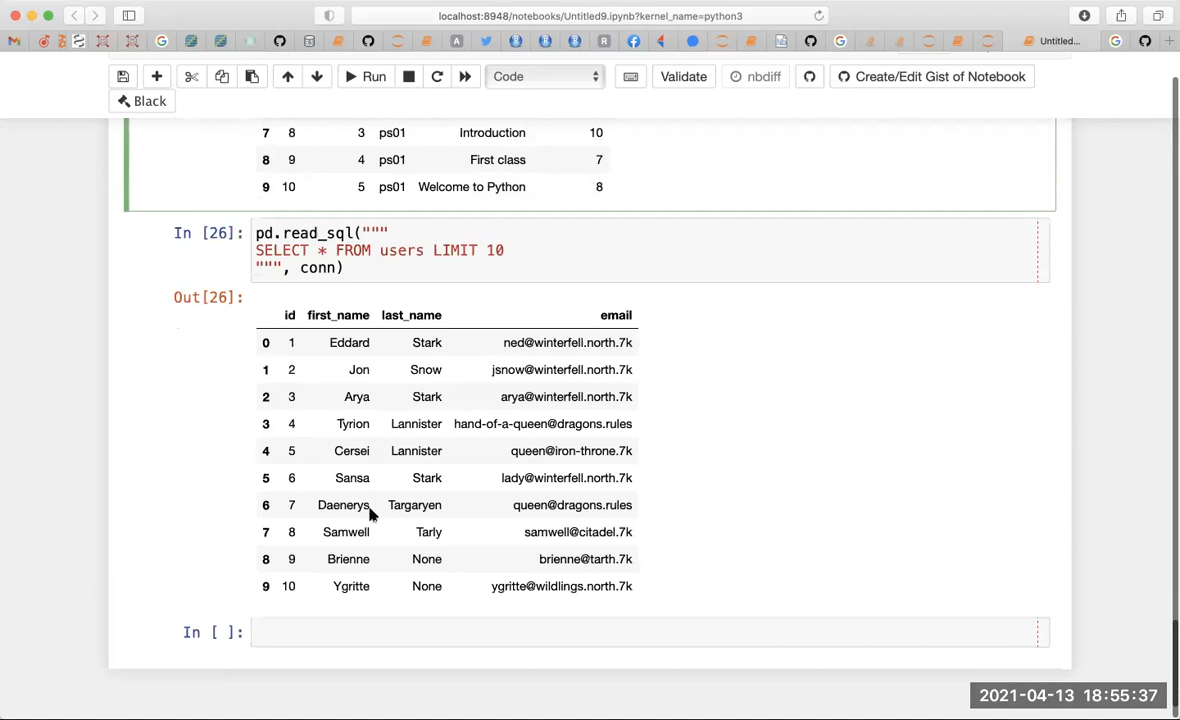 localhost:8948/notebooks/Untitled9.ipynb?kernel_name=python3
Untitled...
Run
Code
Validate
nbdiff
Create/Edit Gist of Notebook
Black
7 8 3 ps01 Introduction 10
8 9 4 ps01 First class 7
9 10 5 ps01 Welcome to Python 8
In [26]: pd.read_sql("""
SELECT * FROM users LIMIT 10
""", conn)
Out[26]:
id first_name last_name email
0 1 Eddard Stark ned@winterfell.north.7k
1 2 Jon Snow jsnow@winterfell.north.7k
2 3 Arya Stark arya@winterfell.north.7k
3 4 Tyrion Lannister hand-of-a-queen@dragons.rules
4 5 Cersei Lannister queen@iron-throne.7k
5 6 Sansa Stark lady@winterfell.north.7k
6 7 Daenerys Targaryen queen@dragons.rules
7 8 Samwell Tarly samwell@citadel.7k
8 9 Brienne None brienne@tarth.7k
9 10 Ygritte None ygritte@wildlings.north.7k
In [ ]:
2021-04-13 18:55:37